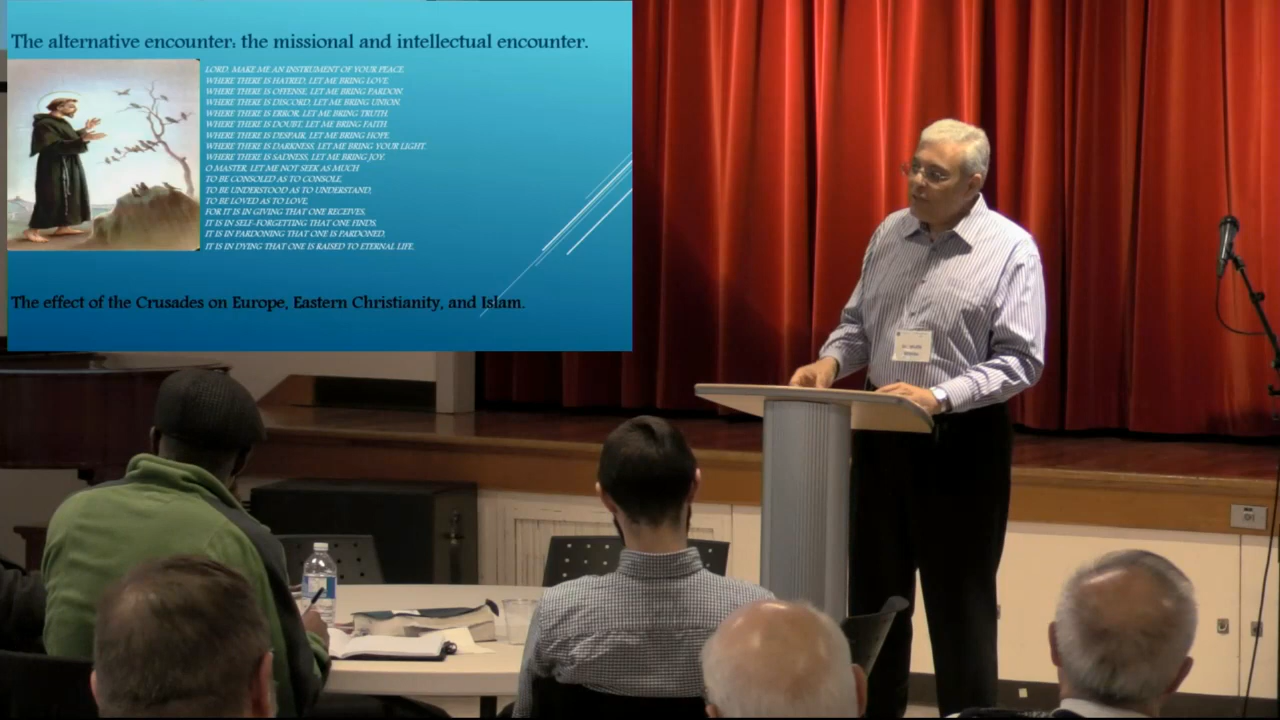 The alternative encounter: the missional and intellectual encounter.
LORD, MAKE ME AN INSTRUMENT OF YOUR PEACE.
WHERE THERE IS HATRED, LET ME BRING LOVE.
WHERE THERE IS OFFENSE, LET ME BRING PARDON.
WHERE THERE IS DISCORD, LET ME BRING UNION.
WHERE THERE IS ERROR, LET ME BRING TRUTH.
WHERE THERE IS DOUBT, LET ME BRING FAITH.
WHERE THERE IS DESPAIR, LET ME BRING HOPE.
WHERE THERE IS DARKNESS, LET ME BRING YOUR LIGHT.
WHERE THERE IS SADNESS, LET ME BRING JOY.
O MASTER, LET ME NOT SEEK AS MUCH
TO BE CONSOLED AS TO CONSOLE,
TO BE UNDERSTOOD AS TO UNDERSTAND,
TO BE LOVED AS TO LOVE,
FOR IT IS IN GIVING THAT ONE RECEIVES,
IT IS IN SELF-FORGETTING THAT ONE FINDS,
IT IS IN PARDONING THAT ONE IS PARDONED,
IT IS IN DYING THAT ONE IS RAISED TO ETERNAL LIFE.
The effect of the Crusades on Europe, Eastern Christianity, and Islam.